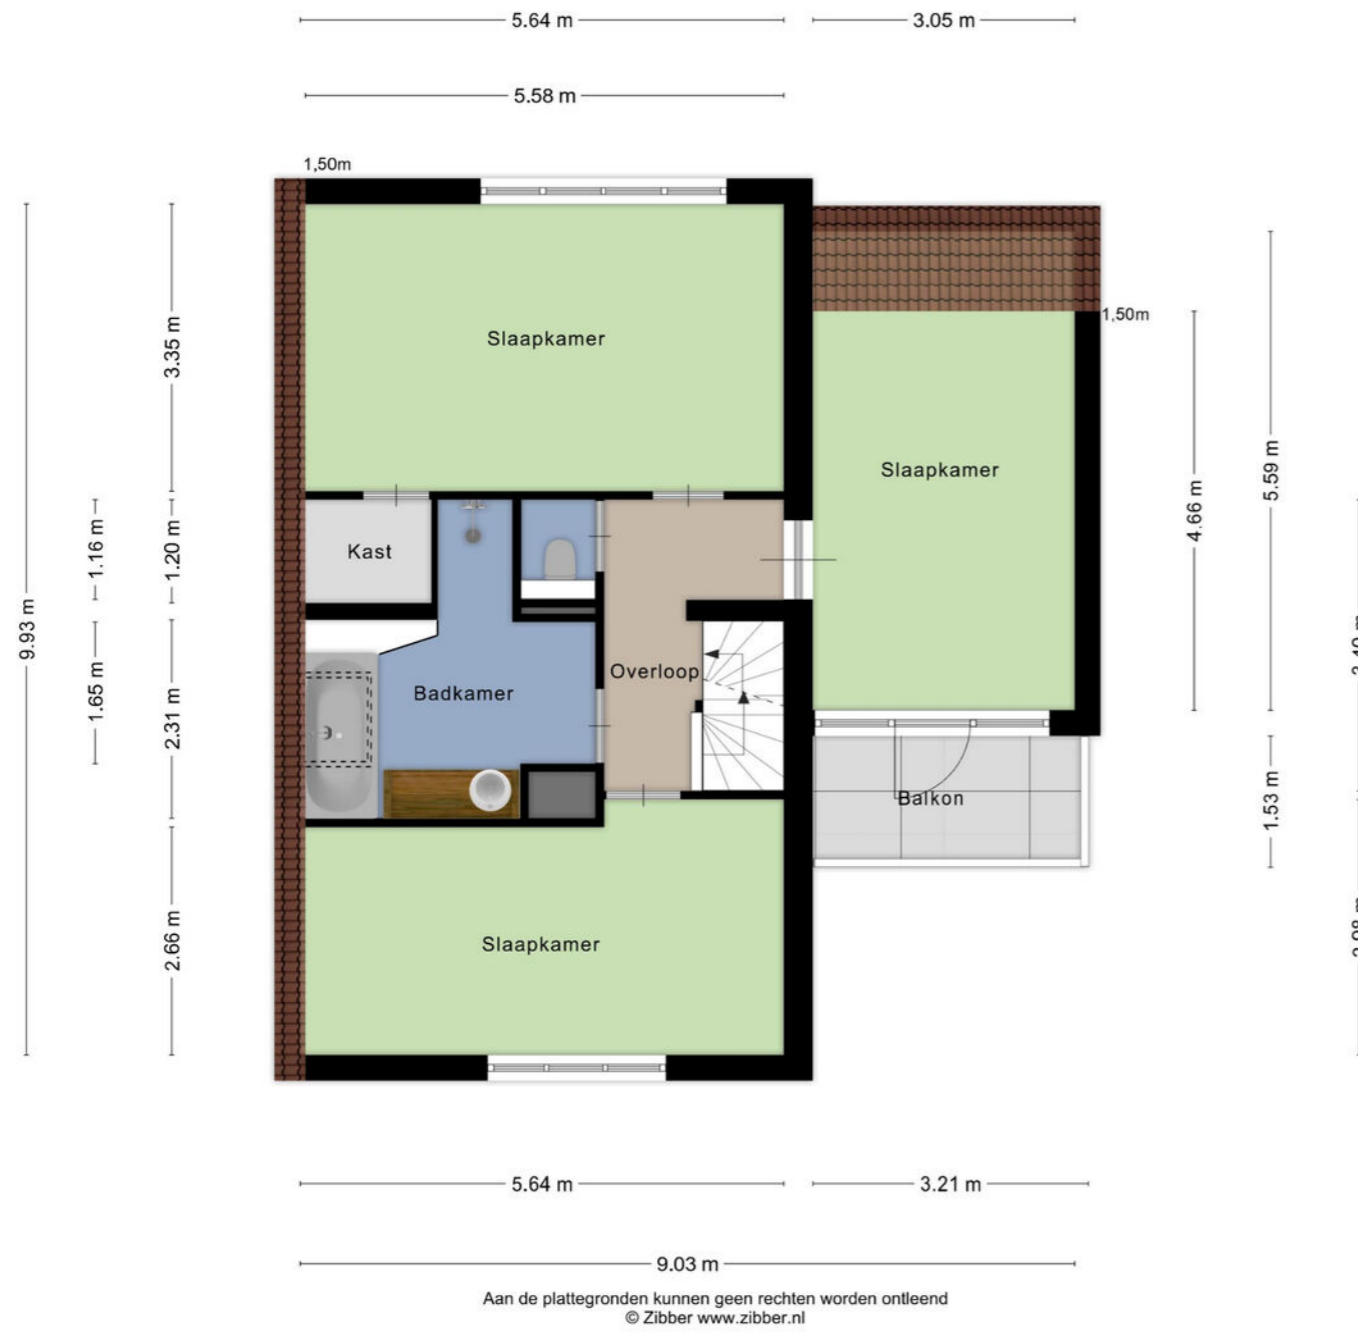 5.64 m
3.05 m
5.58 m
1,50m
Slaapkamer
3.35 m
1,50m
Slaapkamer
5.59 m
4.66 m
Kast
1.16 m
1.20 m
9.93 m
Overloop
Badkamer
1.65 m
2.31 m
Balkon
1.53 m
Slaapkamer
2.66 m
5.64 m
3.21 m
9.03 m
Aan de plattegronden kunnen geen rechten worden ontleend
© Zibber www.zibber.nl